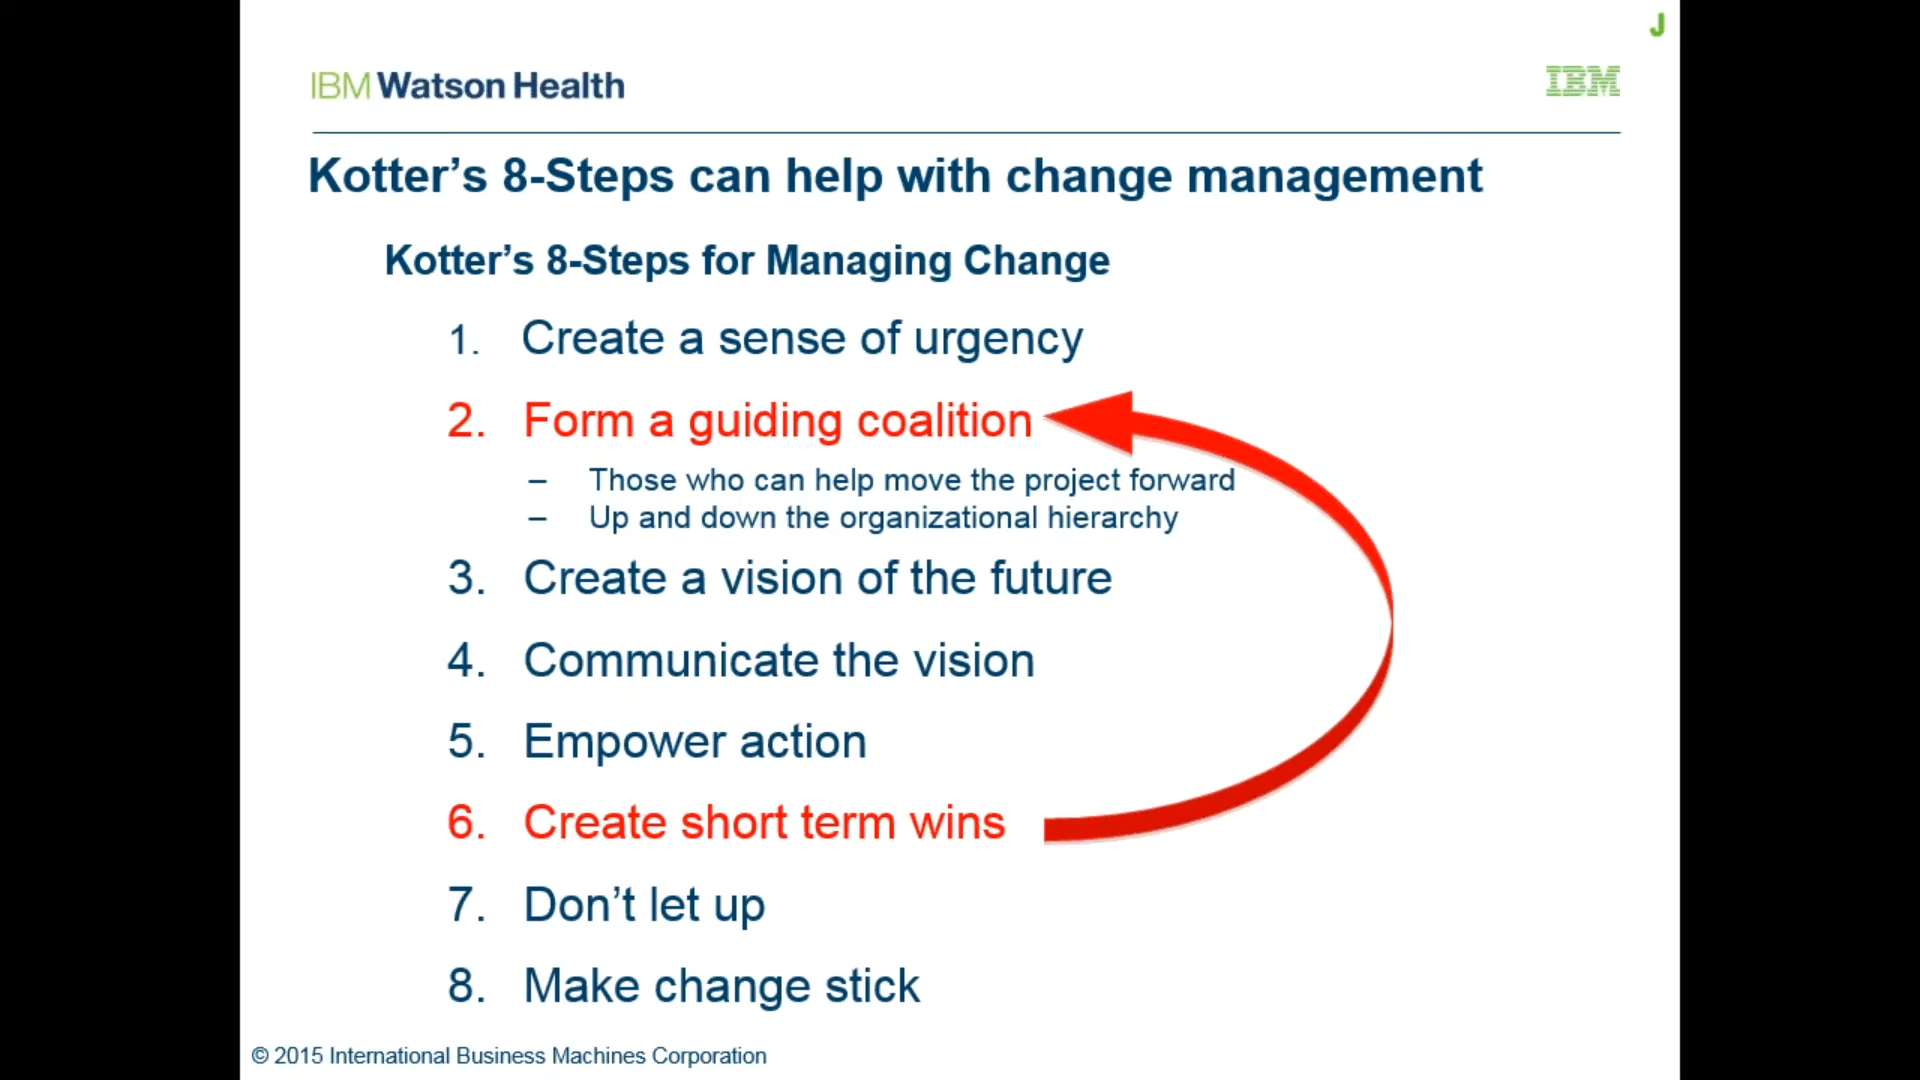 J
IBM Watson Health
IBM
Kotter’s 8-Steps can help with change management
Kotter’s 8-Steps for Managing Change
1. Create a sense of urgency
2. Form a guiding coalition
– Those who can help move the project forward
– Up and down the organizational hierarchy
3. Create a vision of the future
4. Communicate the vision
5. Empower action
6. Create short term wins
7. Don’t let up
8. Make change stick
© 2015 International Business Machines Corporation